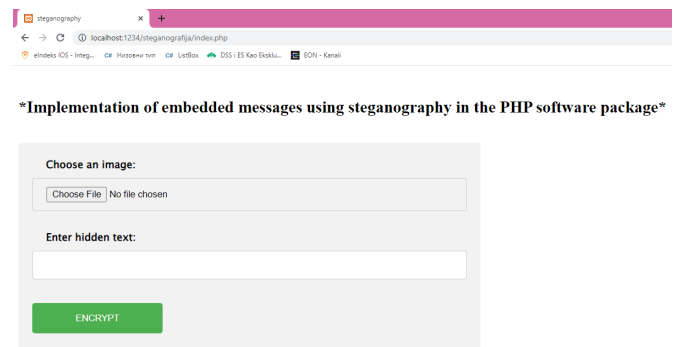 steganography
localhost:1234/steganografija/index.php
eIndeks IOS - Integ... C# Низовни тип C# ListBox DSS i ES Kao Eksklu... EON - Kanali
*Implementation of embedded messages using steganography in the PHP software package*
Choose an image:
Choose File No file chosen
Enter hidden text:
ENCRYPT